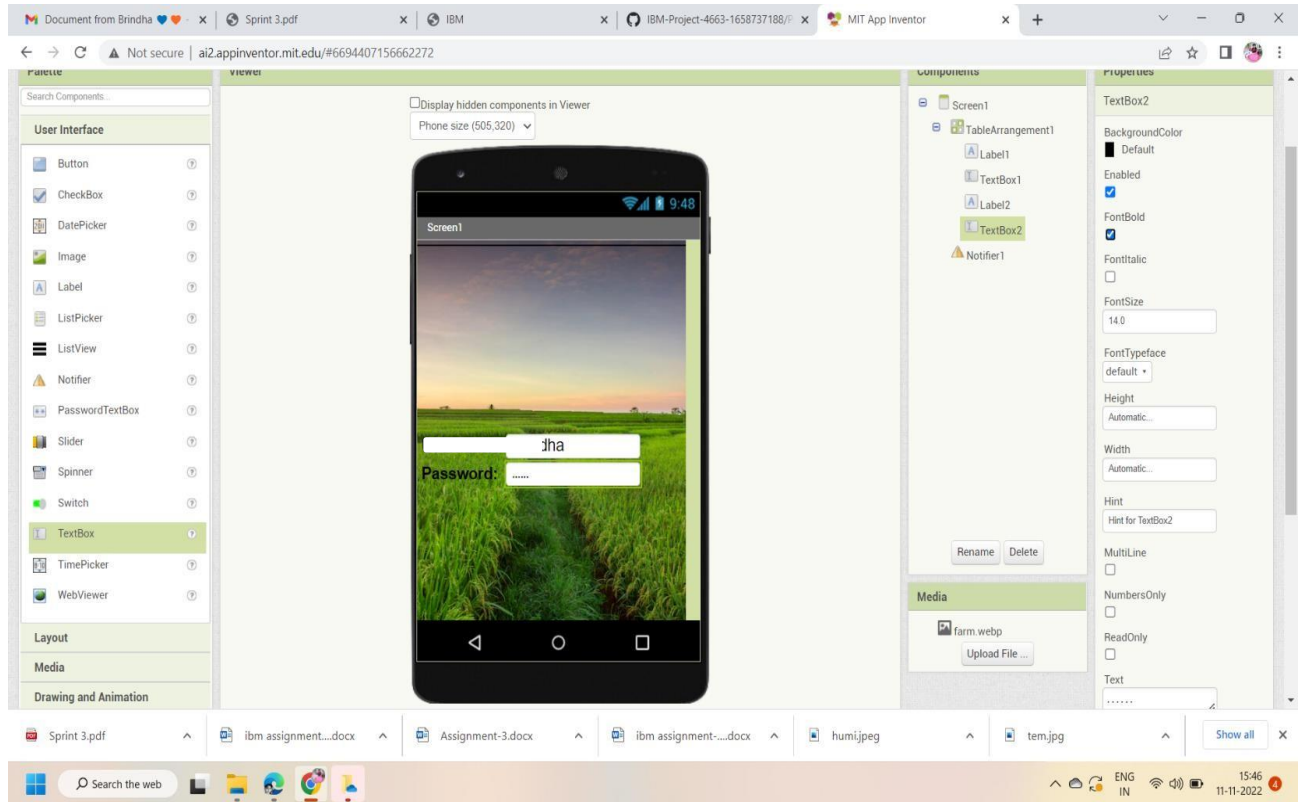 Document from Brindha
Sprint 3.pdf
IBM
IBM-Project-4663-1658737188/
MIT App Inventor
Not secure | ai2.appinventor.mit.edu/#6694407156662272
Palette
Viewer
Components
Properties
Search Components...
User Interface
Button
CheckBox
DatePicker
Image
Label
ListPicker
ListView
Notifier
PasswordTextBox
Slider
Spinner
Switch
TextBox
TimePicker
WebViewer
Layout
Media
Drawing and Animation
Display hidden components in Viewer
Phone size (505,320)
9:48
Screen1
dha
Password: ......
Screen1
TableArrangement1
Label1
TextBox1
Label2
TextBox2
Notifier1
Rename Delete
Media
farm.webp
Upload File ...
TextBox2
BackgroundColor
Default
Enabled
FontBold
FontItalic
FontSize
14.0
FontTypeface
default
Height
Automatic...
Width
Automatic...
Hint
Hint for TextBox2
MultiLine
NumbersOnly
ReadOnly
Text
......
Sprint 3.pdf
ibm assignment....docx
Assignment-3.docx
ibm assignment-....docx
humi.jpeg
tem.jpg
Show all
Search the web
ENG
IN
15:46
11-11-2022
4